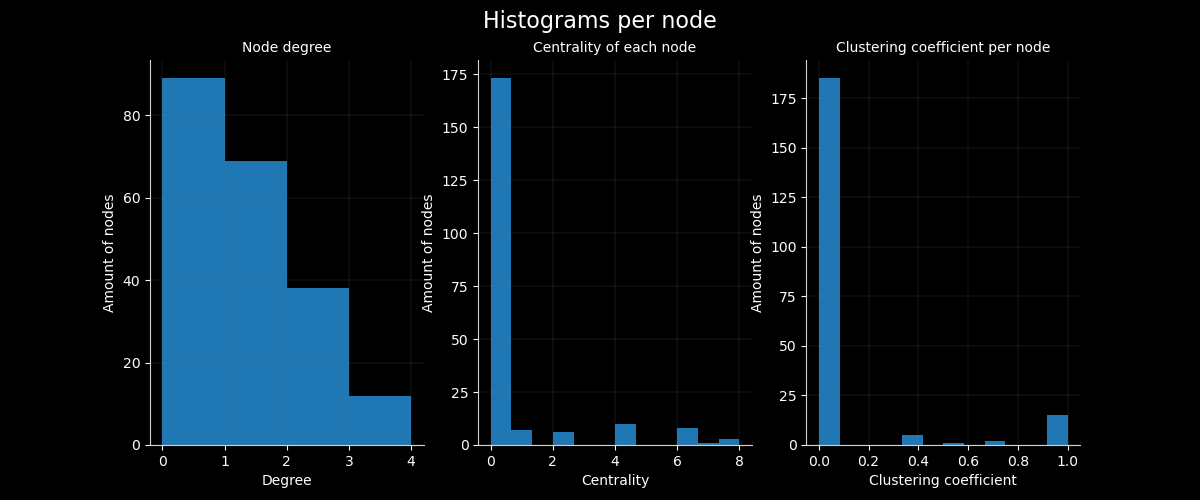 Histograms per node
Node degree
Amount of nodes
80
60
40
20
0
0 1 2 3 4
Degree
Centrality of each node
Amount of nodes
175
150
125
100
75
50
25
0
0 2 4 6 8
Centrality
Clustering coefficient per node
Amount of nodes
175
150
125
100
75
50
25
0
0.0 0.2 0.4 0.6 0.8 1.0
Clustering coefficient